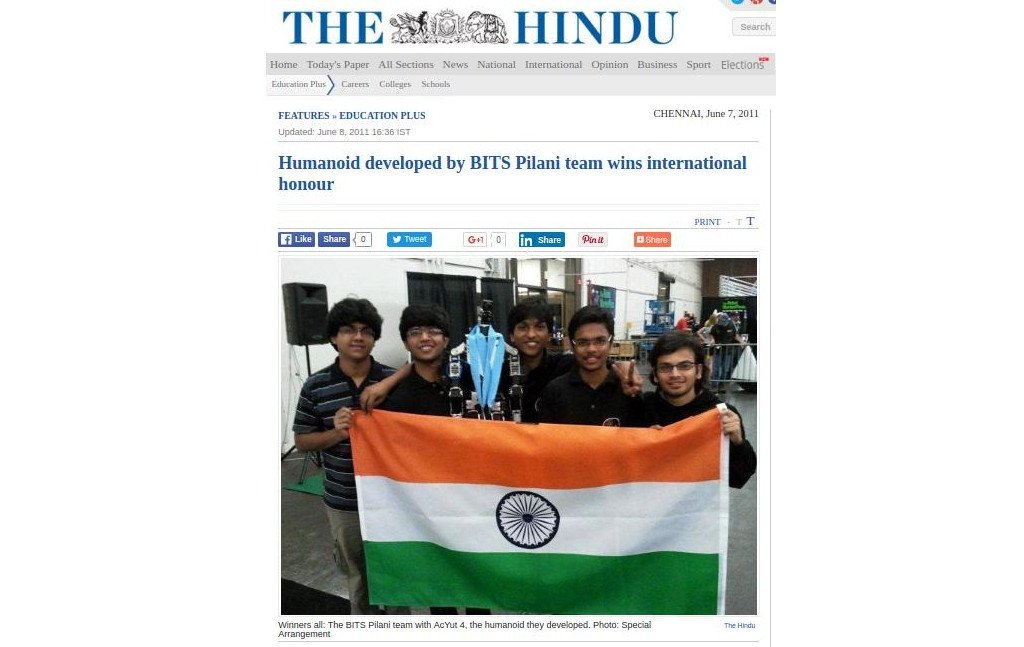 THE HINDU
Search
Home Today's Paper All Sections News National International Opinion Business Sport Elections
Education Plus Careers Colleges Schools
FEATURES » EDUCATION PLUS
CHENNAI, June 7, 2011
Updated: June 8, 2011 16:36 IST
Humanoid developed by BITS Pilani team wins international
honour
PRINT · T T
Like Share 0 Tweet G+1 0 in Share Pin it Share
Winners all: The BITS Pilani team with AcYut 4, the humanoid they developed. Photo: Special
Arrangement
The Hindu